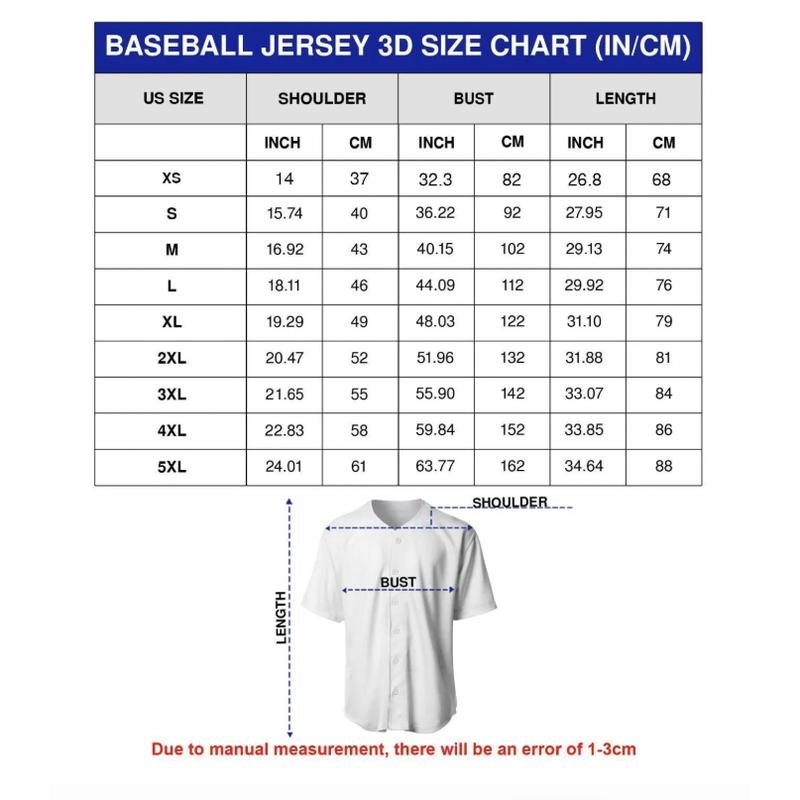 BASEBALL JERSEY 3D SIZE CHART (IN/CM)
US SIZE SHOULDER BUST LENGTH
INCH CM INCH CM INCH CM
XS 14 37 32.3 82 26.8 68
S 15.74 40 36.22 92 27.95 71
M 16.92 43 40.15 102 29.13 74
L 18.11 46 44.09 112 29.92 76
XL 19.29 49 48.03 122 31.10 79
2XL 20.47 52 51.96 132 31.88 81
3XL 21.65 55 55.90 142 33.07 84
4XL 22.83 58 59.84 152 33.85 86
5XL 24.01 61 63.77 162 34.64 88
SHOULDER
BUST
LENGTH
Due to manual measurement, there will be an error of 1-3cm